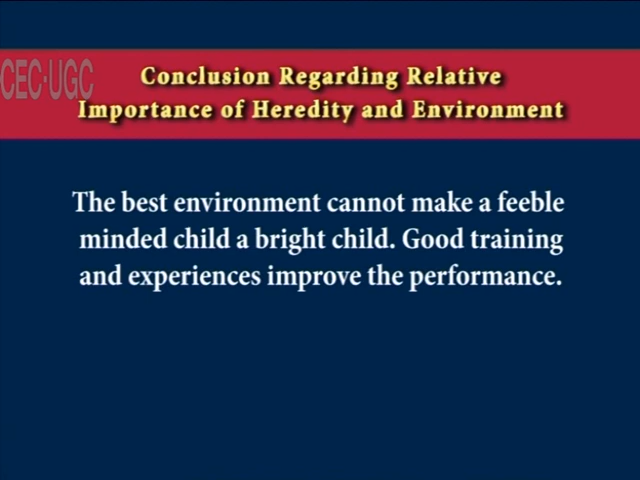 CEC-UGC
Conclusion Regarding Relative
Importance of Heredity and Environment
The best environment cannot make a feeble
minded child a bright child. Good training
and experiences improve the performance.